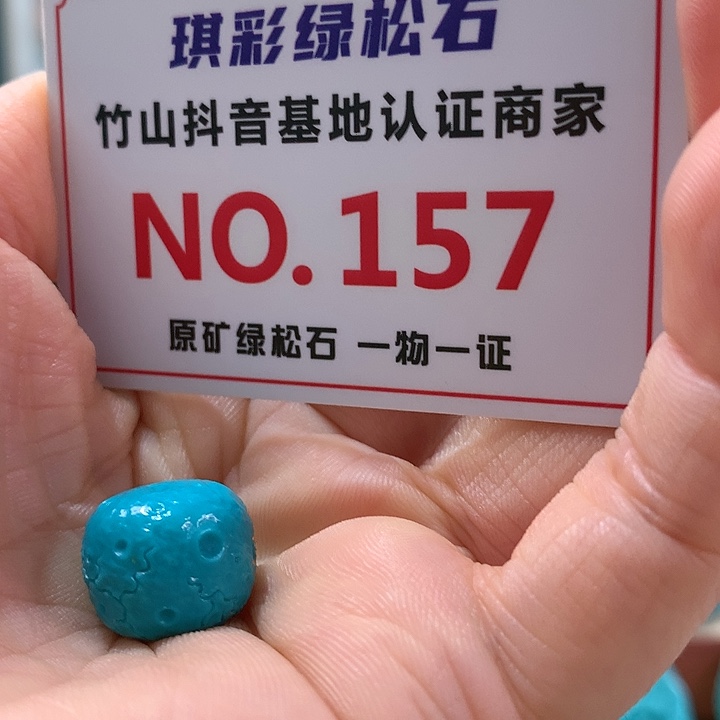 琪彩绿松石
竹山抖音基地认证商家
NO.157
原矿绿松石 一物一证